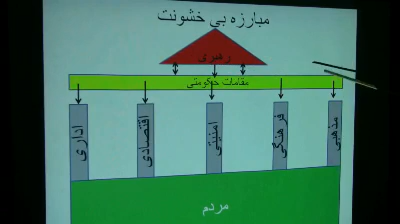 مبارزه بی خشونت
رهبری
مقامات حکومتی
مذهبی
فرهنگی
امنیتی
اقتصادی
اداری
مردم